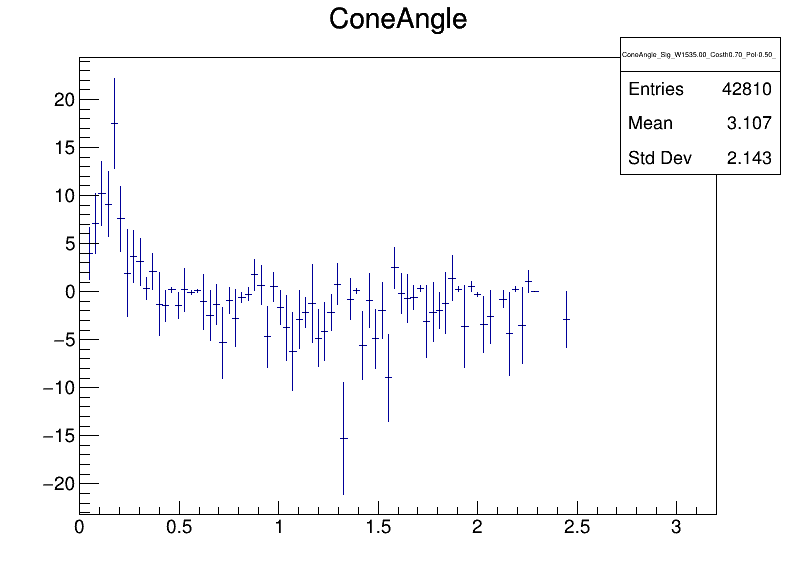 ConeAngle
ConeAngle_Sig_W1535.00_Costh0.70_Pol-0.50_
Entries 42810
Mean 3.107
Std Dev 2.143
20
15
10
5
0
−5
−10
−15
−20
0 0.5 1 1.5 2 2.5 3